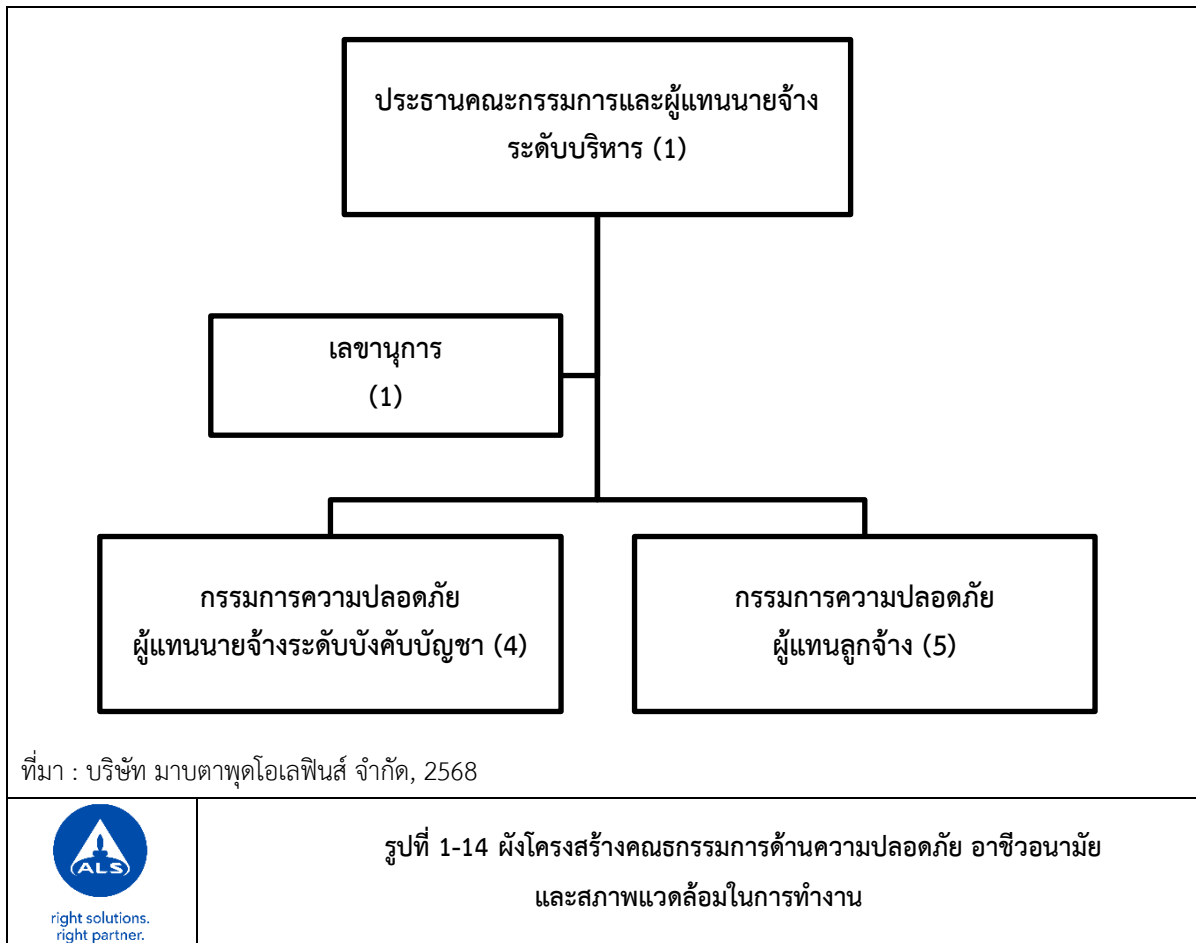 ประธานคณะกรรมการและผู้แทนนายจ้าง
ระดับบริหาร (1)
เลขานุการ
(1)
กรรมการความปลอดภัย
ผู้แทนนายจ้างระดับบังคับบัญชา (4)
กรรมการความปลอดภัย
ผู้แทนลูกจ้าง (5)
ที่มา : บริษัท มาบตาพุดโอเลฟินส์ จำกัด, 2568
ALS
right solutions.
right partner.
รูปที่ 1-14 ผังโครงสร้างคณธกรรมการด้านความปลอดภัย อาชีวอนามัย
และสภาพแวดล้อมในการทำงาน